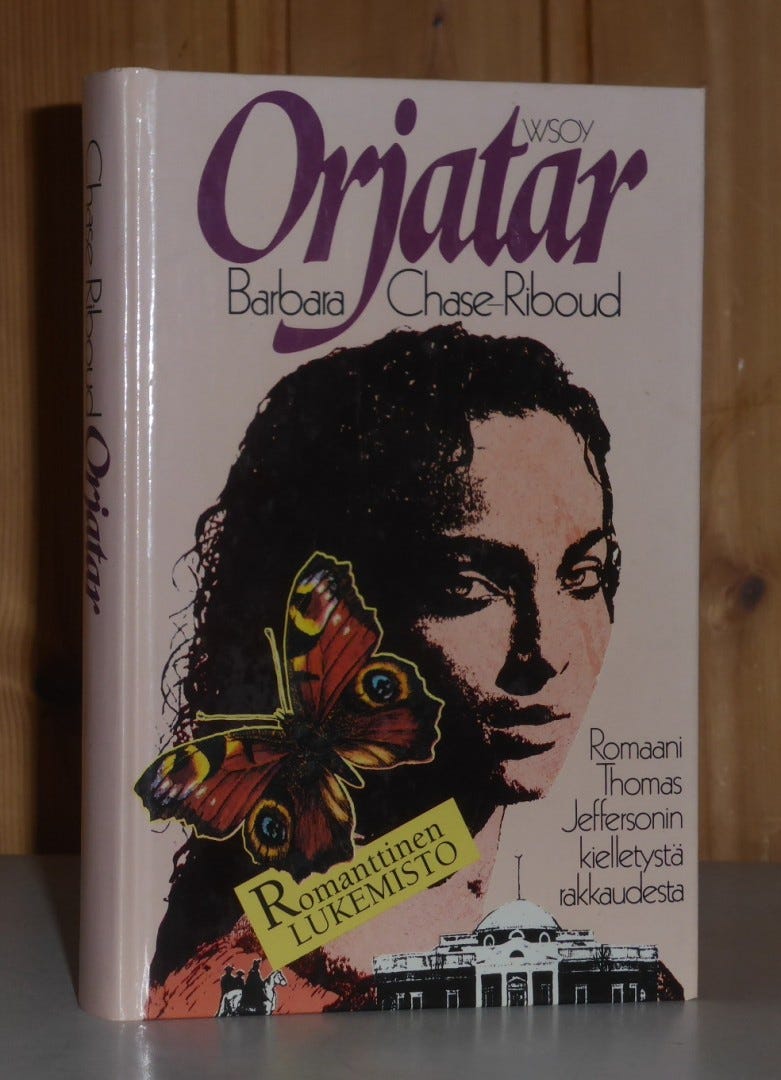 Chase-Riboud Orjatar
WSOY
Orjatar
Barbara Chase-Riboud
Romaani
Thomas
Jeffersonin
kielletystä
rakkaudesta
Romanttinen
LUKEMISTO